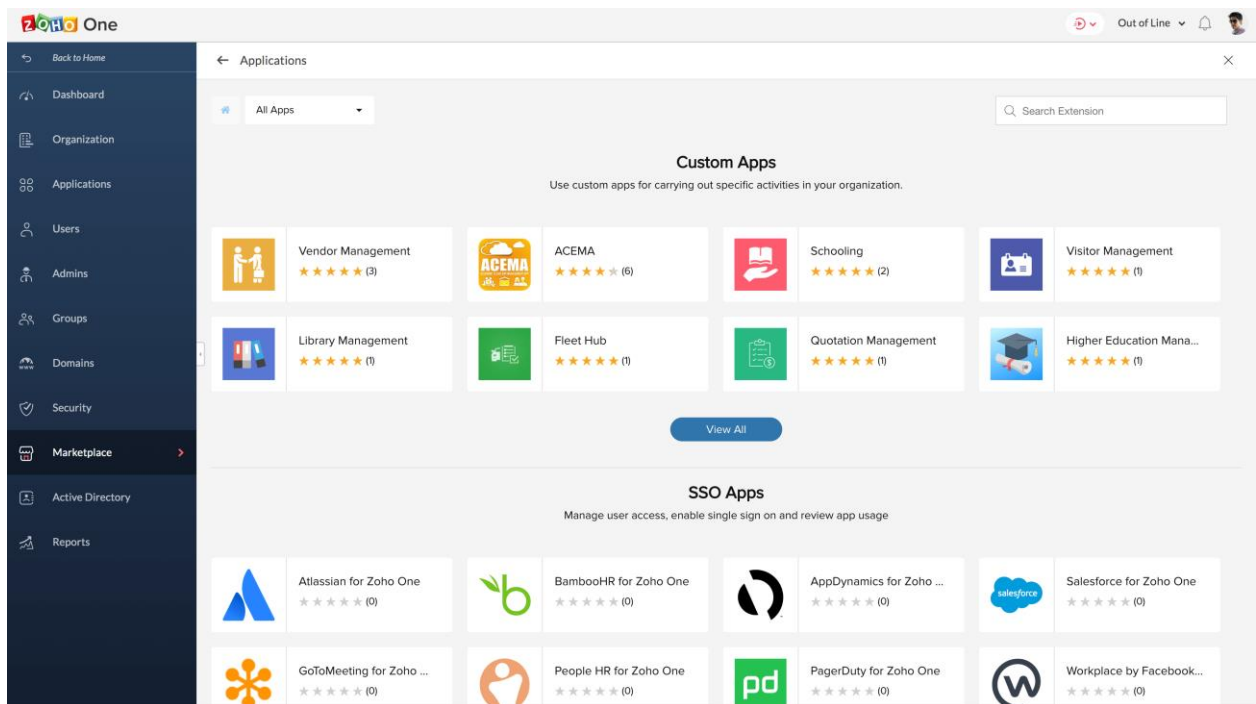 ZOHO One
Out of Line
Back to Home
Dashboard
Organization
Applications
Users
Admins
Groups
Domains
Security
Marketplace
Active Directory
Reports
Applications
All Apps
Search Extension
Custom Apps
Use custom apps for carrying out specific activities in your organization.
Vendor Management
(3)
ACEMA
ACEMA
(6)
Schooling
(2)
Visitor Management
(1)
Library Management
(1)
Fleet Hub
(1)
Quotation Management
(1)
Higher Education Mana...
(1)
View All
SSO Apps
Manage user access, enable single sign on and review app usage
Atlassian for Zoho One
(0)
BambooHR for Zoho One
(0)
AppDynamics for Zoho ...
(0)
salesforce
Salesforce for Zoho One
(0)
GoToMeeting for Zoho ...
(0)
People HR for Zoho One
(0)
pd
PagerDuty for Zoho One
(0)
Workplace by Facebook...
(0)